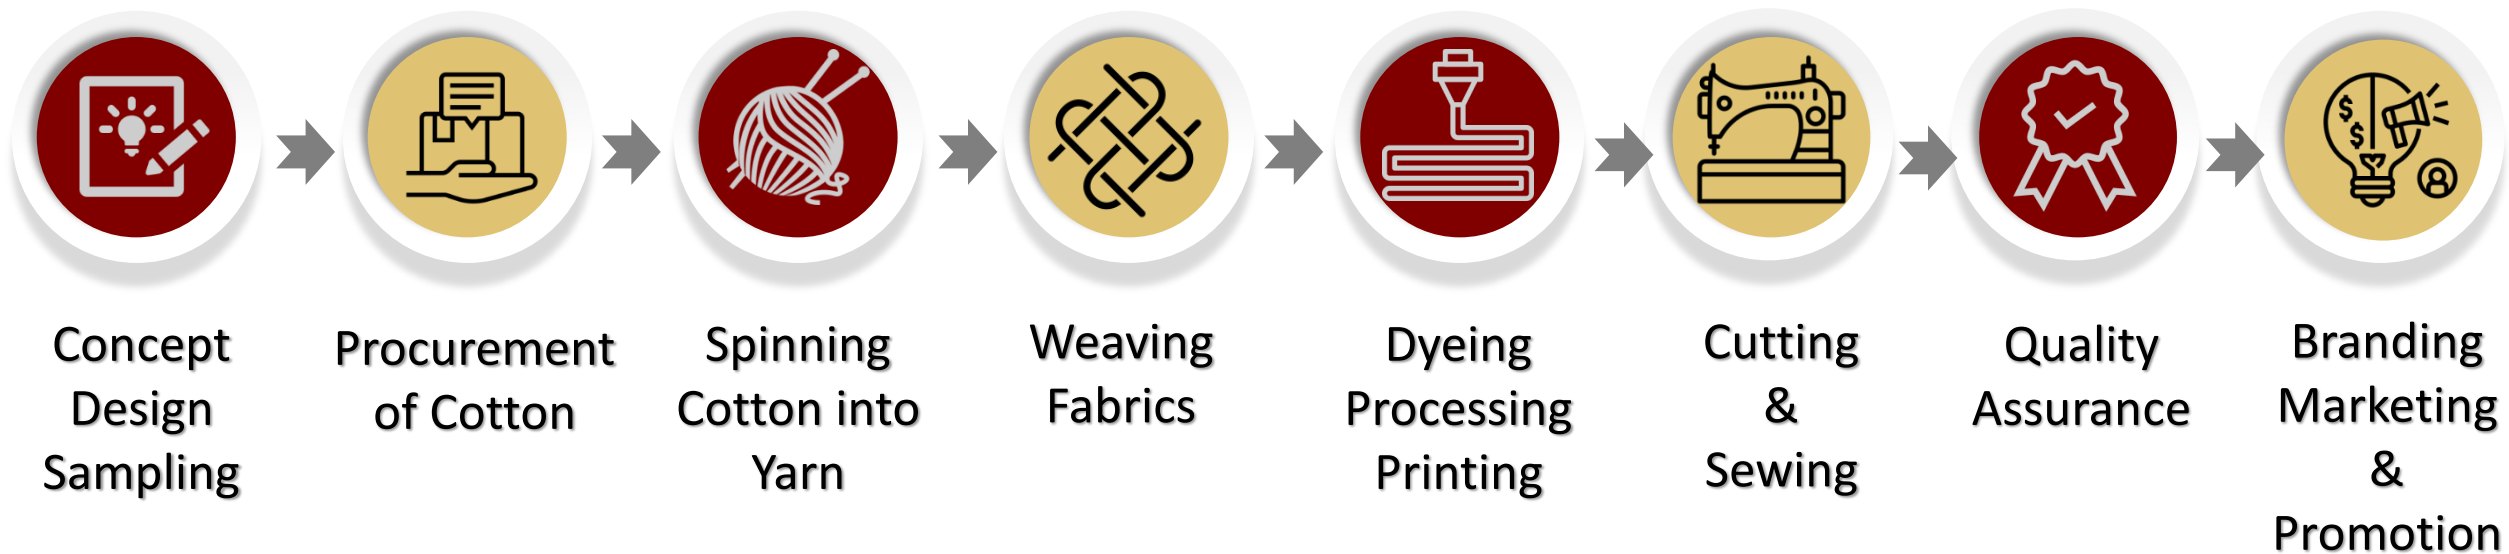 Concept
Design
Sampling
Procurement
of Cotton
Spinning
Cotton into
Yarn
Weaving
Fabrics
Dyeing
Processing
Printing
Cutting
&
Sewing
Quality
Assurance
Branding
Marketing
&
Promotion